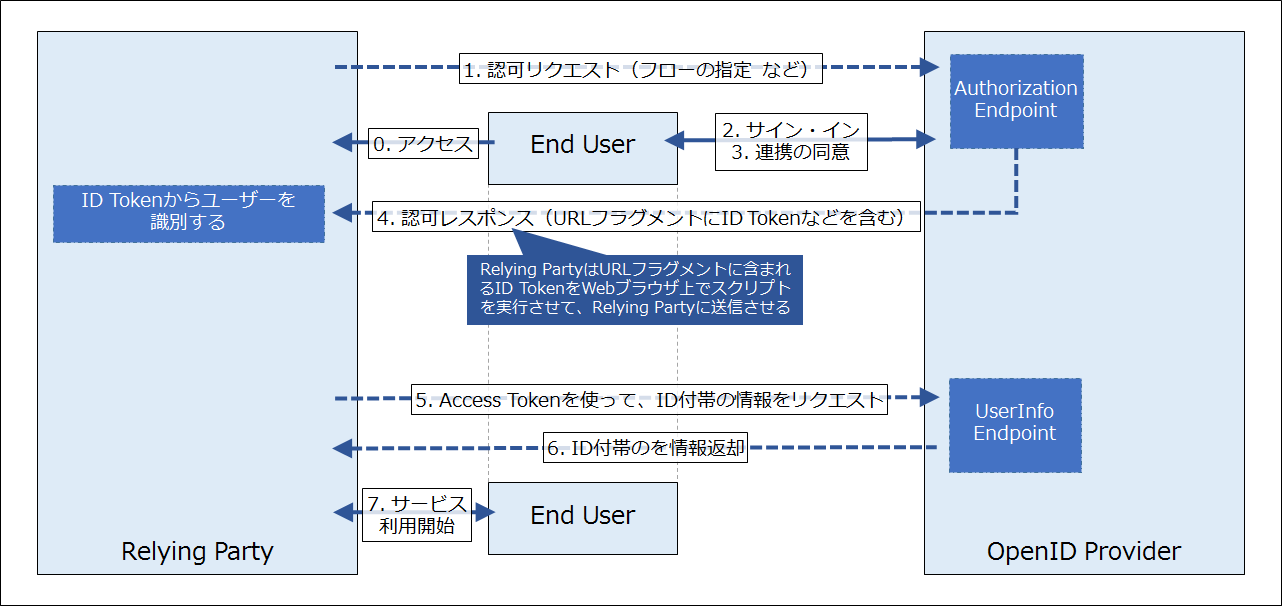 1. 認可リクエスト（フローの指定 など）
Authorization
Endpoint
0. アクセス
End User
2. サイン・イン
3. 連携の同意
ID Tokenからユーザーを
識別する
4. 認可レスポンス（URLフラグメントにID Tokenなどを含む）
Relying PartyはURLフラグメントに含まれ
るID TokenをWebブラウザ上でスクリプト
を実行させて、Relying Partyに送信させる
5. Access Tokenを使って、ID付帯の情報をリクエスト
UserInfo
Endpoint
6. ID付帯のを情報返却
7. サービス
利用開始
End User
Relying Party
OpenID Provider